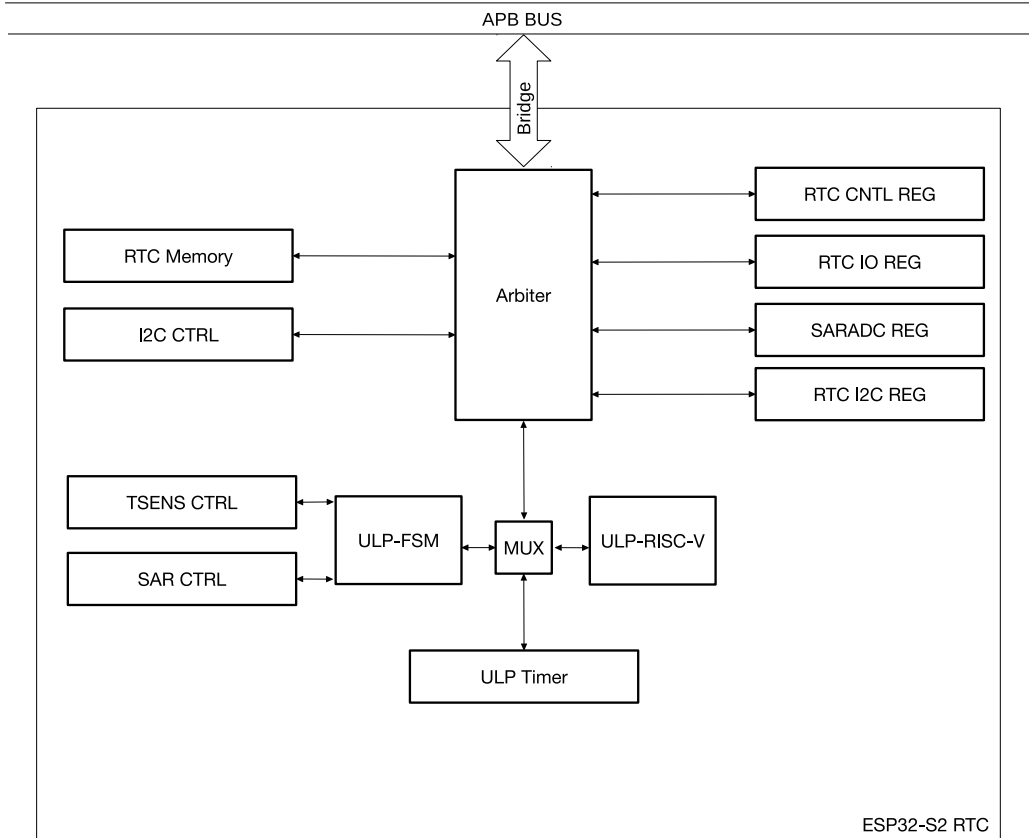 APB BUS
Bridge
RTC CNTL REG
RTC Memory
RTC IO REG
Arbiter
I2C CTRL
SARADC REG
RTC I2C REG
TSENS CTRL
ULP-FSM
MUX
ULP-RISC-V
SAR CTRL
ULP Timer
ESP32-S2 RTC